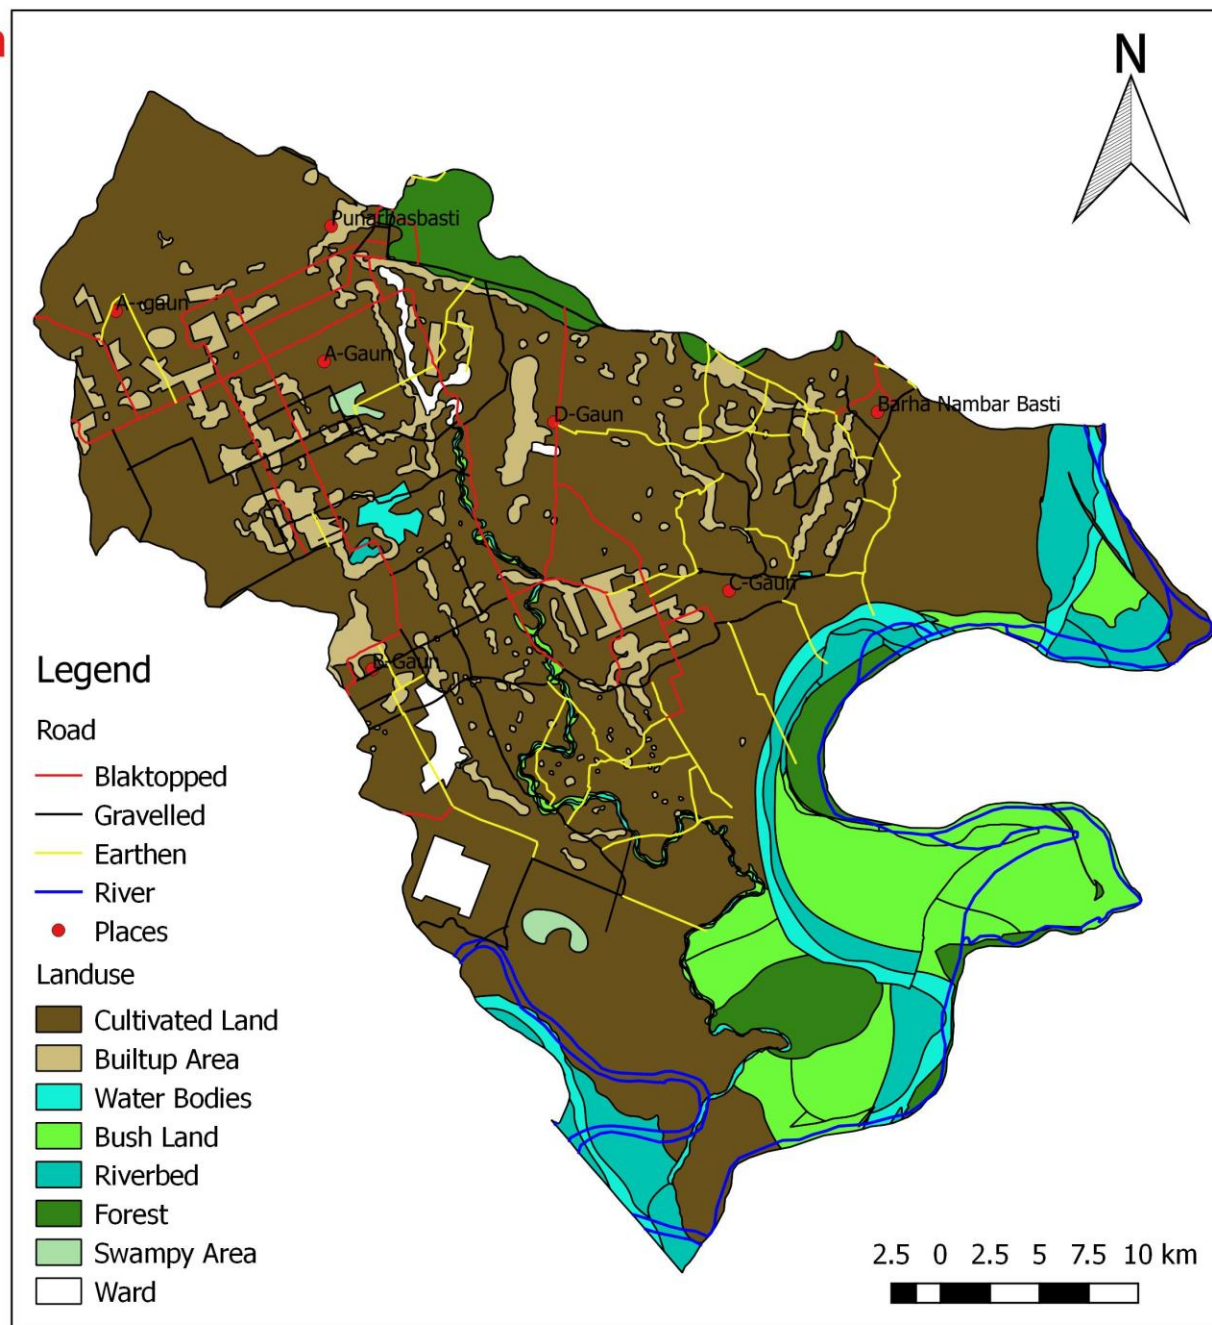 N
Punarbasbasti
A--gaun
A-Gaun
D-Gaun
Barha Nambar Basti
C-Gaun
B-Gaun
Legend
Road
Blaktopped
Gravelled
Earthen
River
Places
Landuse
Cultivated Land
Builtup Area
Water Bodies
Bush Land
Riverbed
Forest
Swampy Area
Ward
2.5 0 2.5 5 7.5 10 km